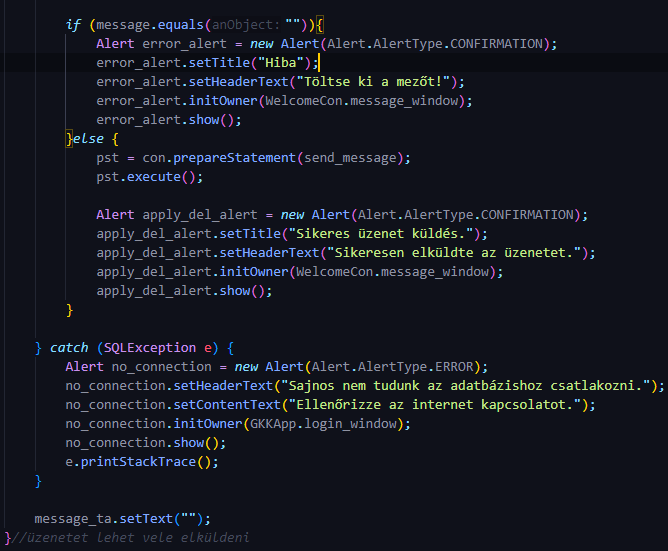 if (message.equals(anObject: "")){
Alert error_alert = new Alert(Alert.AlertType.CONFIRMATION);
error_alert.setTitle("Hiba");
error_alert.setHeaderText("Töltse ki a mezőt!");
error_alert.initOwner(WelcomeCon.message_window);
error_alert.show();
}else {
pst = con.prepareStatement(send_message);
pst.execute();
Alert apply_del_alert = new Alert(Alert.AlertType.CONFIRMATION);
apply_del_alert.setTitle("Sikeres üzenet küldés.");
apply_del_alert.setHeaderText("Sikeresen elküldte az üzenetet.");
apply_del_alert.initOwner(WelcomeCon.message_window);
apply_del_alert.show();
}
} catch (SQLException e) {
Alert no_connection = new Alert(Alert.AlertType.ERROR);
no_connection.setHeaderText("Sajnos nem tudunk az adatbázishoz csatlakozni.");
no_connection.setContentText("Ellenőrizze az internet kapcsolatot.");
no_connection.initOwner(GKKApp.login_window);
no_connection.show();
e.printStackTrace();
}
message_ta.setText("");
}//üzenetet lehet vele elküldeni